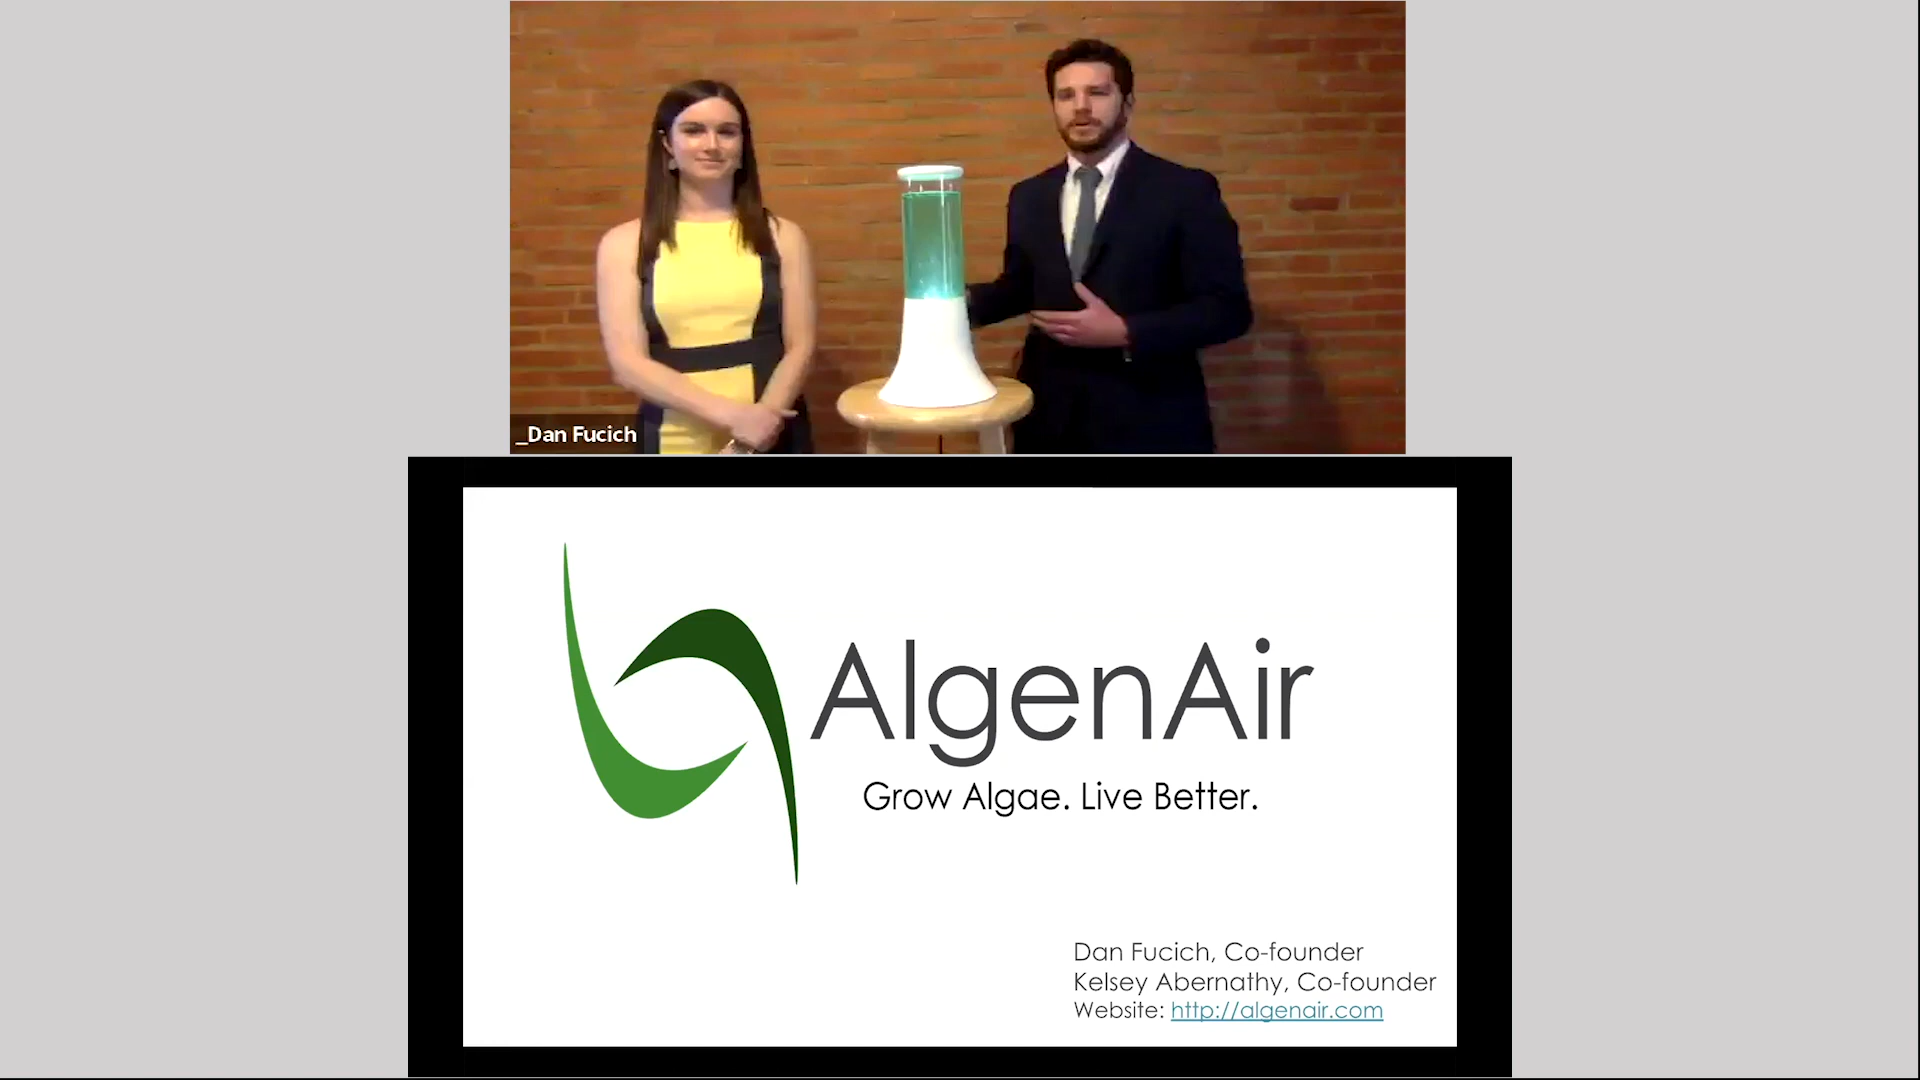 _Dan Fucich
AlgenAir
Grow Algae. Live Better.
Dan Fucich, Co-founder
Kelsey Abernathy, Co-founder
Website: http://algenair.com